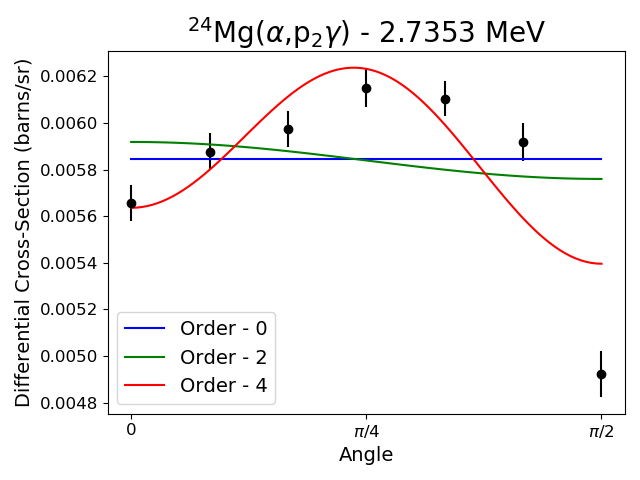 ²⁴Mg(α,p₂γ) - 2.7353 MeV
Differential Cross-Section (barns/sr)
0.0062
0.0060
0.0058
0.0056
0.0054
0.0052
0.0050
0.0048
Order - 0
Order - 2
Order - 4
0
π/4
π/2
Angle